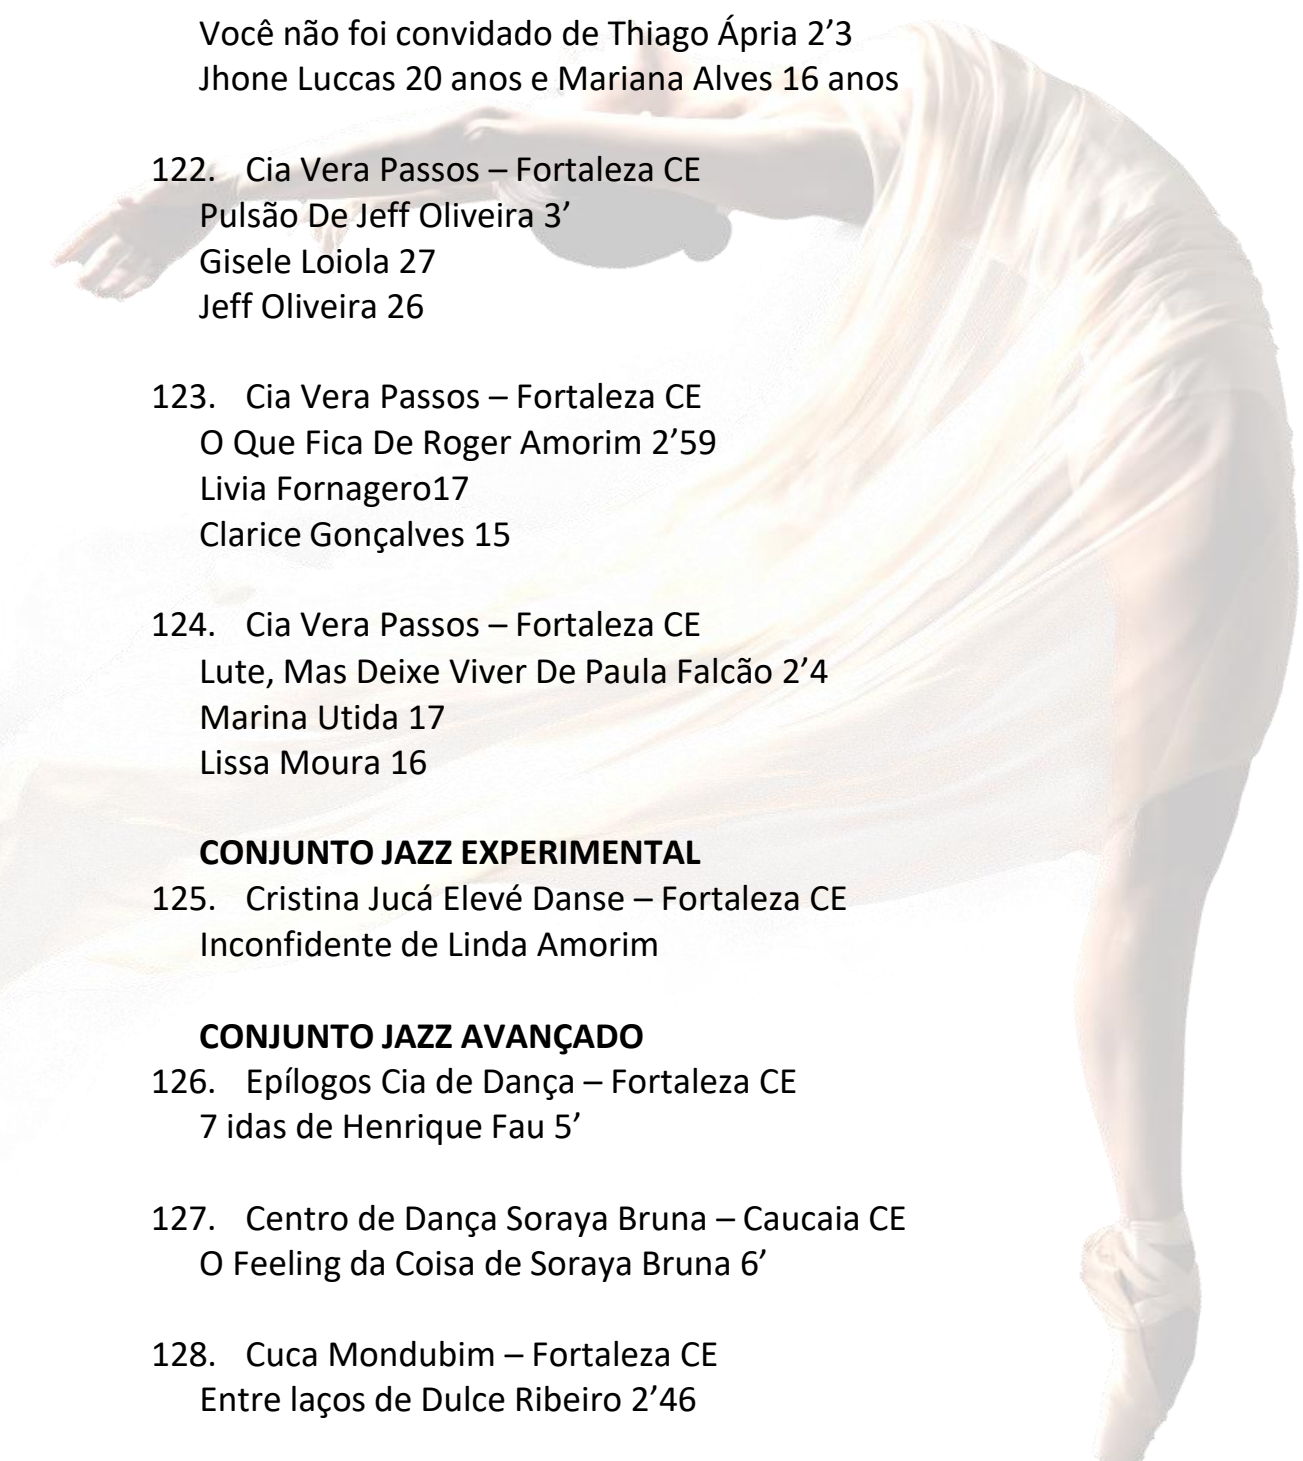 Você não foi convidado de Thiago Ápria 2’3
Jhone Luccas 20 anos e Mariana Alves 16 anos
122. Cia Vera Passos – Fortaleza CE
Pulsão De Jeff Oliveira 3’
Gisele Loiola 27
Jeff Oliveira 26
123. Cia Vera Passos – Fortaleza CE
O Que Fica De Roger Amorim 2’59
Livia Fornagero17
Clarice Gonçalves 15
124. Cia Vera Passos – Fortaleza CE
Lute, Mas Deixe Viver De Paula Falcão 2’4
Marina Utida 17
Lissa Moura 16
CONJUNTO JAZZ EXPERIMENTAL
125. Cristina Jucá Elevé Danse – Fortaleza CE
Inconfidente de Linda Amorim
CONJUNTO JAZZ AVANÇADO
126. Epílogos Cia de Dança – Fortaleza CE
7 idas de Henrique Fau 5’
127. Centro de Dança Soraya Bruna – Caucaia CE
O Feeling da Coisa de Soraya Bruna 6’
128. Cuca Mondubim – Fortaleza CE
Entre laços de Dulce Ribeiro 2’46